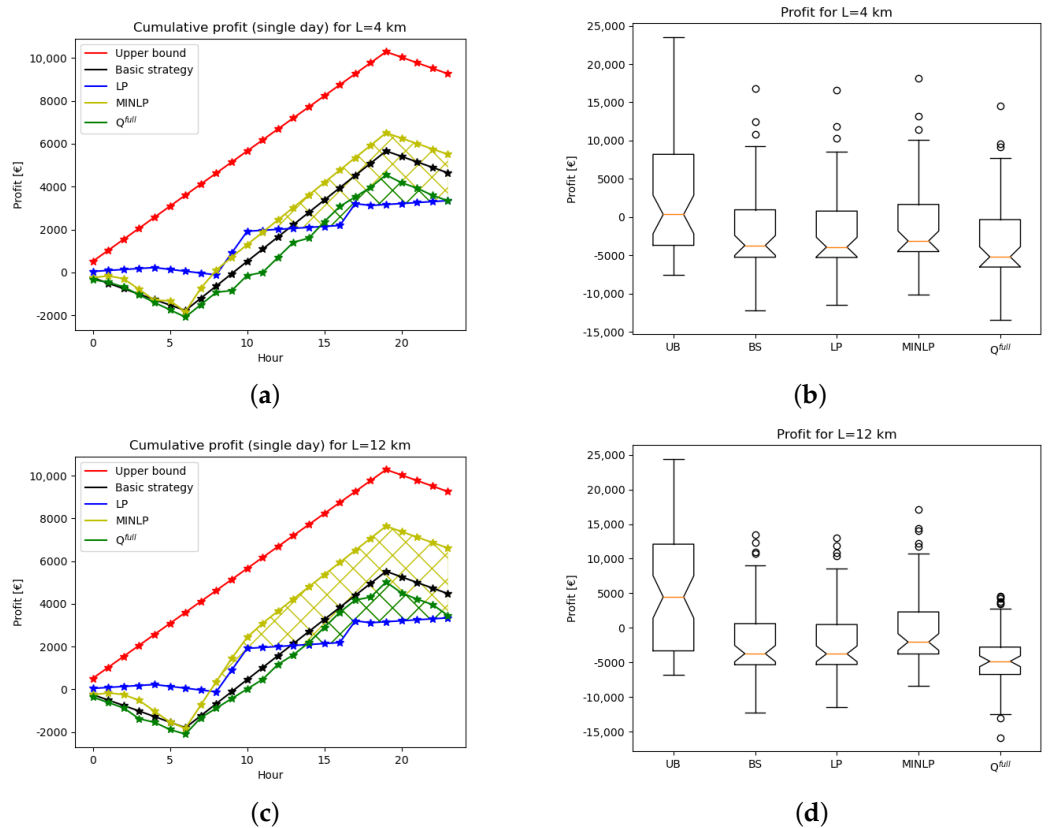 Cumulative profit (single day) for L=4 km
Profit [€]
10,000
8000
6000
4000
2000
0
-2000
Upper bound
Basic strategy
LP
MINLP
Q^full
0 5 10 15 20
Hour
(a)
Profit for L=4 km
Profit [€]
25,000
20,000
15,000
10,000
5000
0
-5000
-10,000
-15,000
UB BS LP MINLP Q^full
(b)
Cumulative profit (single day) for L=12 km
Profit [€]
10,000
8000
6000
4000
2000
0
-2000
Upper bound
Basic strategy
LP
MINLP
Q^full
0 5 10 15 20
Hour
(c)
Profit for L=12 km
Profit [€]
25,000
20,000
15,000
10,000
5000
0
-5000
-10,000
-15,000
UB BS LP MINLP Q^full
(d)